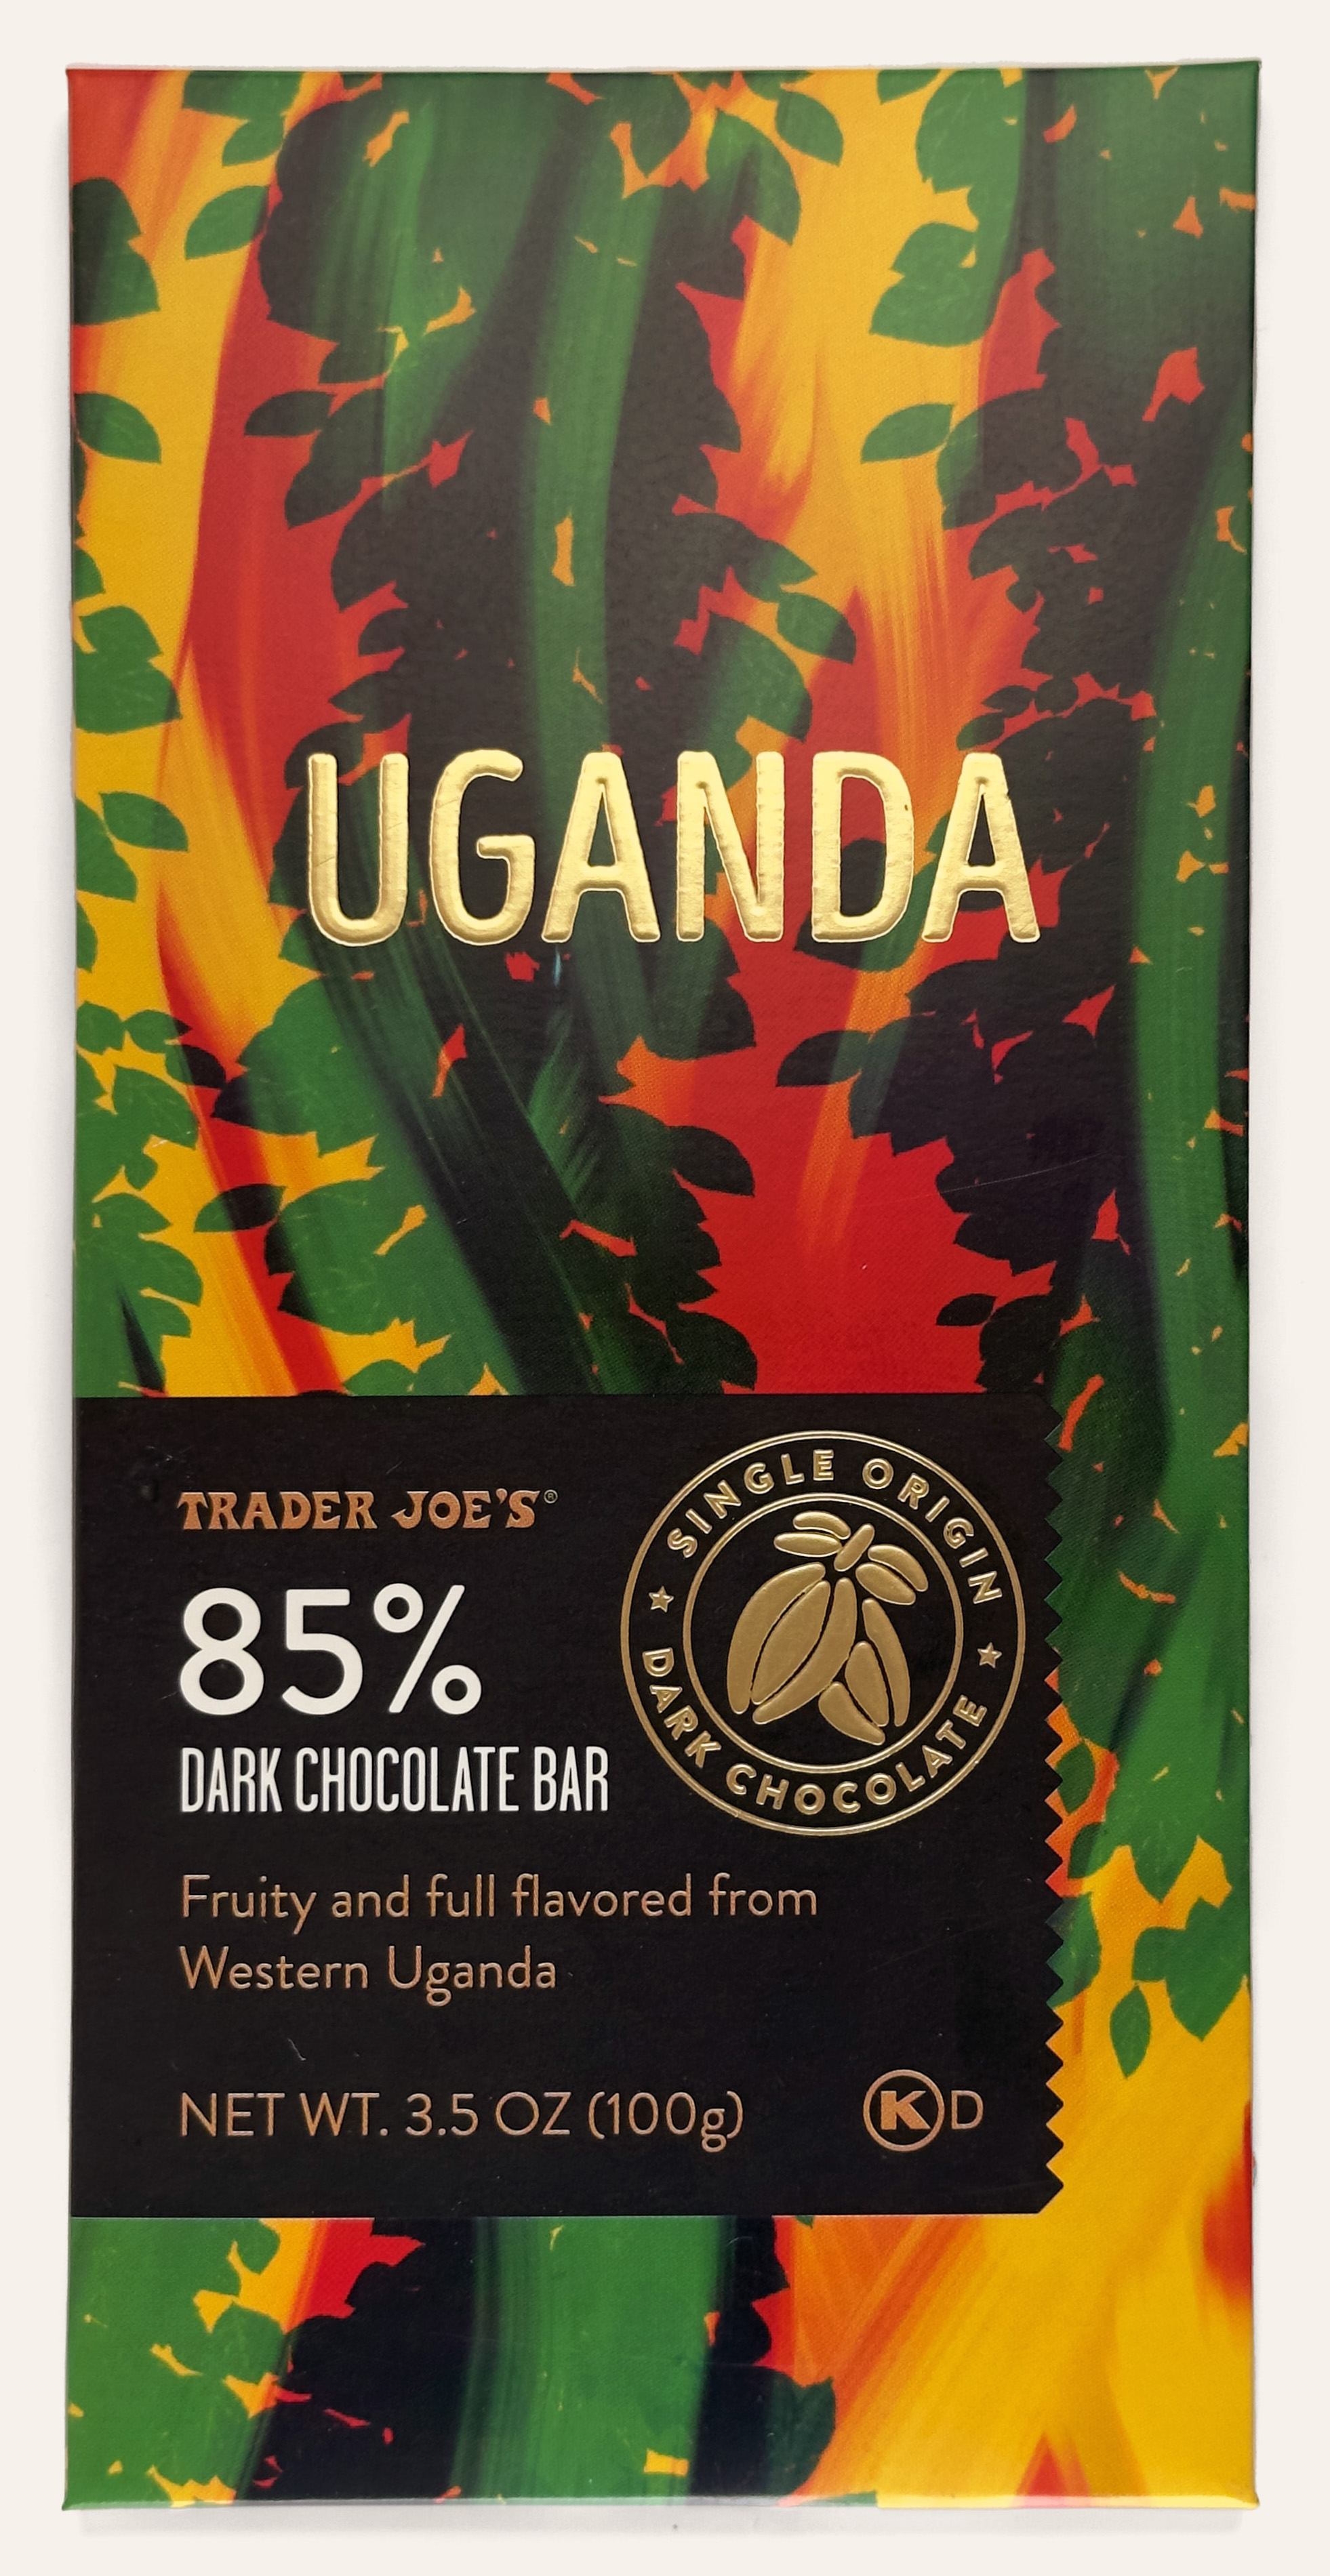 UGANDA
TRADER JOE'S®
85%
DARK CHOCOLATE BAR
SINGLE ORIGIN
★ DARK CHOCOLATE ★
Fruity and full flavored from
Western Uganda
NET WT. 3.5 OZ (100g)
K D